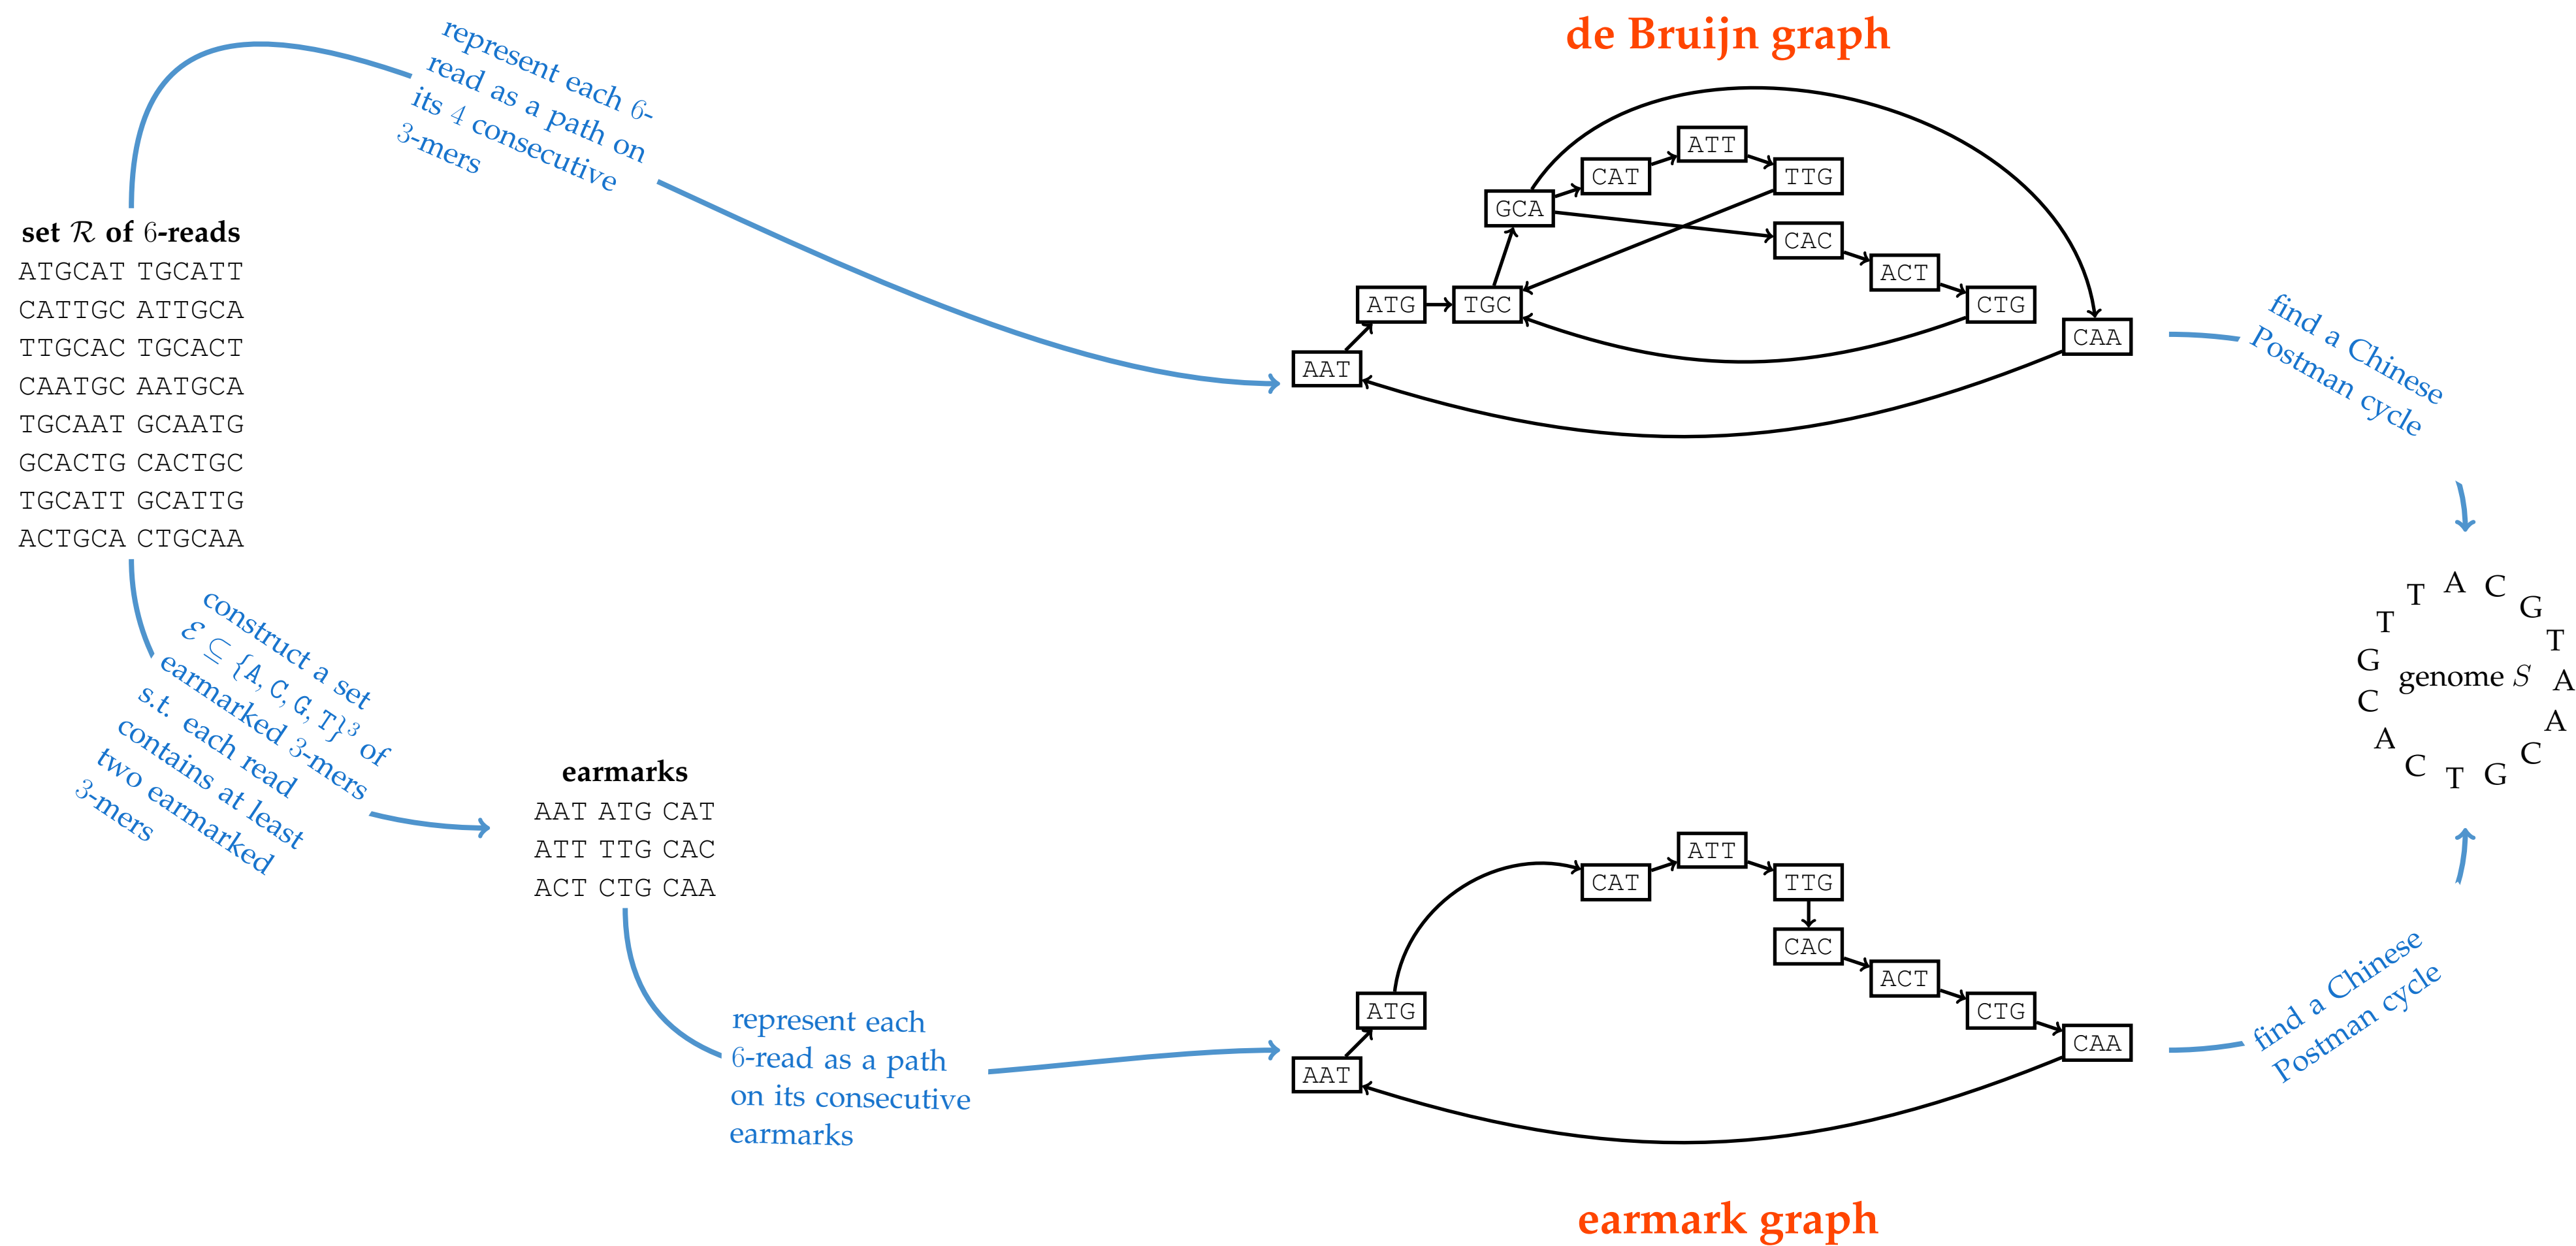 de Bruijn graph
represent each 6-
read as a path on
its 4 consecutive
3-mers
set ℛ of 6-reads
ATGCAT TGCATT
CATTGC ATTGCA
TTGCAC TGCACT
CAATGC AATGCA
TGCAAT GCAATG
GCACTG CACTGC
TGCATT GCATTG
ACTGCA CTGCAA
ATT
CAT
TTG
GCA
CAC
ACT
ATG
TGC
CTG
CAA
AAT
find a Chinese
Postman cycle
construct a set
ℰ ⊆ {A, C, G, T}³ of
earmarked 3-mers
s.t. each read
contains at least
two earmarked
3-mers
earmarks
AAT ATG CAT
ATT TTG CAC
ACT CTG CAA
represent each
6-read as a path
on its consecutive
earmarks
ATT
CAT
TTG
CAC
ACT
ATG
CTG
CAA
AAT
find a Chinese
Postman cycle
A C G T A A C G T C A C G T T
genome S
earmark graph